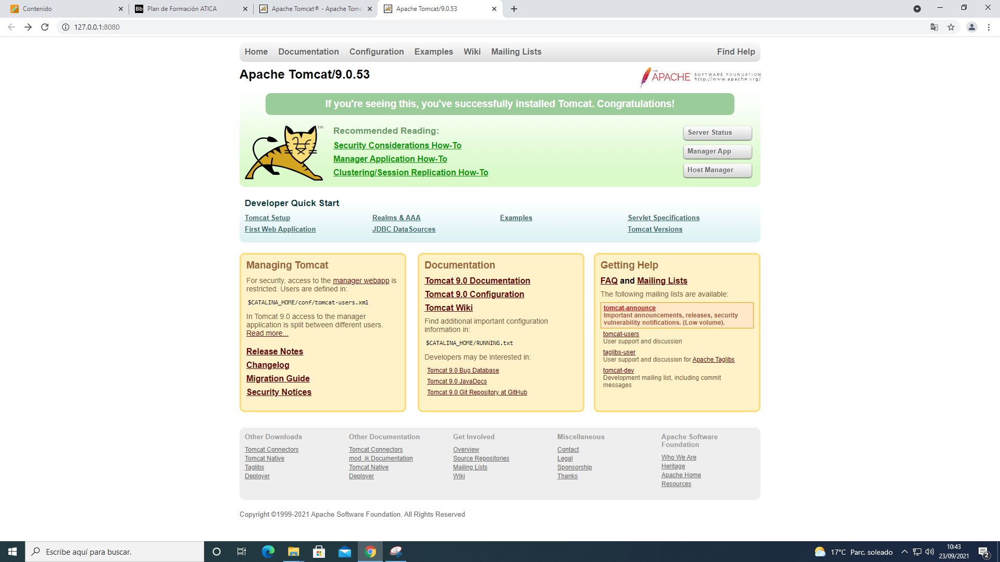 Contenido
Plan de Formación ATICA
Apache Tomcat® - Apache Tomc
Apache Tomcat/9.0.53
127.0.0.1:8080
Home Documentation Configuration Examples Wiki Mailing Lists Find Help
Apache Tomcat/9.0.53
THE APACHE SOFTWARE FOUNDATION
http://www.apache.org/
If you're seeing this, you've successfully installed Tomcat. Congratulations!
TM
Recommended Reading:
Security Considerations How-To
Manager Application How-To
Clustering/Session Replication How-To
Server Status
Manager App
Host Manager
Developer Quick Start
Tomcat Setup
First Web Application
Realms & AAA
JDBC DataSources
Examples
Servlet Specifications
Tomcat Versions
Managing Tomcat
For security, access to the manager webapp is
restricted. Users are defined in:
$CATALINA_HOME/conf/tomcat-users.xml
In Tomcat 9.0 access to the manager
application is split between different users.
Read more...
Release Notes
Changelog
Migration Guide
Security Notices
Documentation
Tomcat 9.0 Documentation
Tomcat 9.0 Configuration
Tomcat Wiki
Find additional important configuration
information in:
$CATALINA_HOME/RUNNING.txt
Developers may be interested in:
Tomcat 9.0 Bug Database
Tomcat 9.0 JavaDocs
Tomcat 9.0 Git Repository at GitHub
Getting Help
FAQ and Mailing Lists
The following mailing lists are available:
tomcat-announce
Important announcements, releases, security
vulnerability notifications. (Low volume).
tomcat-users
User support and discussion
taglibs-user
User support and discussion for Apache Taglibs
tomcat-dev
Development mailing list, including commit
messages
Other Downloads
Tomcat Connectors
Tomcat Native
Taglibs
Deployer
Other Documentation
Tomcat Connectors
mod_jk Documentation
Tomcat Native
Deployer
Get Involved
Overview
Source Repositories
Mailing Lists
Wiki
Miscellaneous
Contact
Legal
Sponsorship
Thanks
Apache Software
Foundation
Who We Are
Heritage
Apache Home
Resources
Copyright ©1999-2021 Apache Software Foundation. All Rights Reserved
Escribe aquí para buscar.
17°C Parc. soleado
10:43
23/09/2021
2
Bb